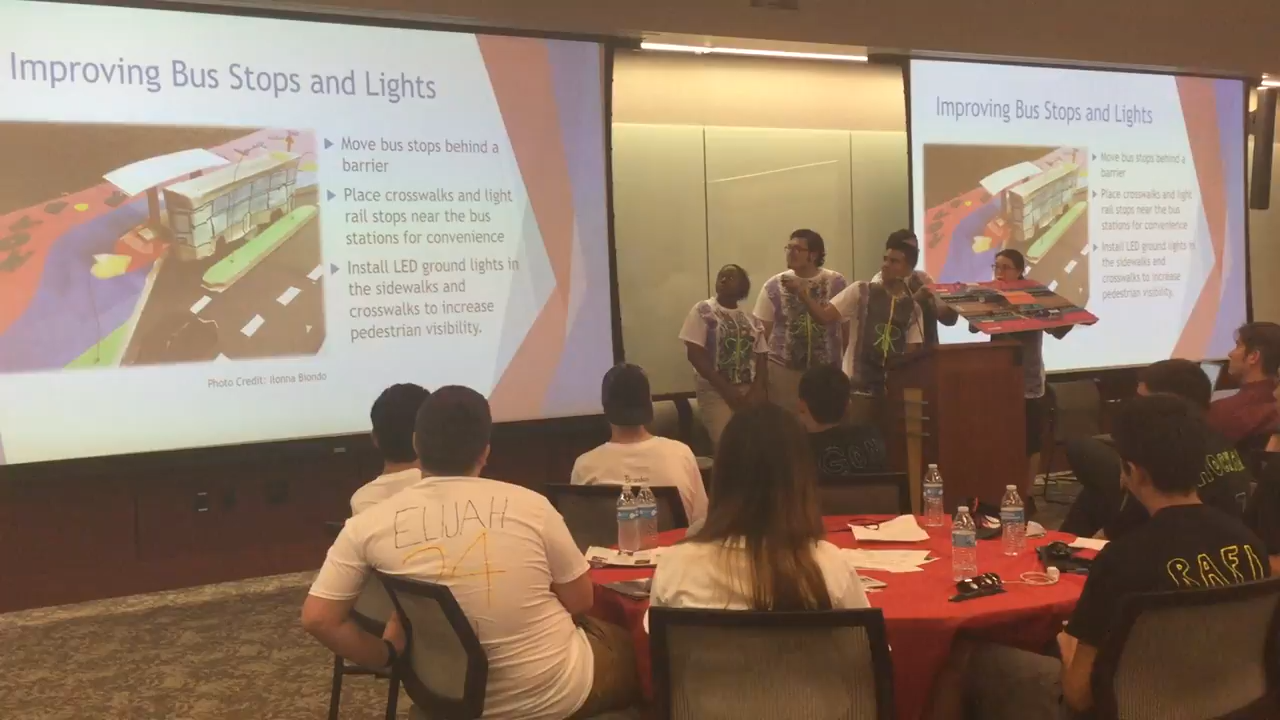 Improving Bus Stops and Lights
Move bus stops behind a
barrier
Place crosswalks and light
rail stops near the bus
stations for convenience
Install LED ground lights in
the sidewalks and
crosswalks to increase
pedestrian visibility.
Photo Credit: Ilonna Biondo
Improving Bus Stops and Lights
Move bus stops behind a
barrier
Place crosswalks and light
rail stops near the bus
stations for convenience
Install LED ground lights in
the sidewalks and
crosswalks to increase
pedestrian visibility.
ELIJAH
24
Brandon
RAFI